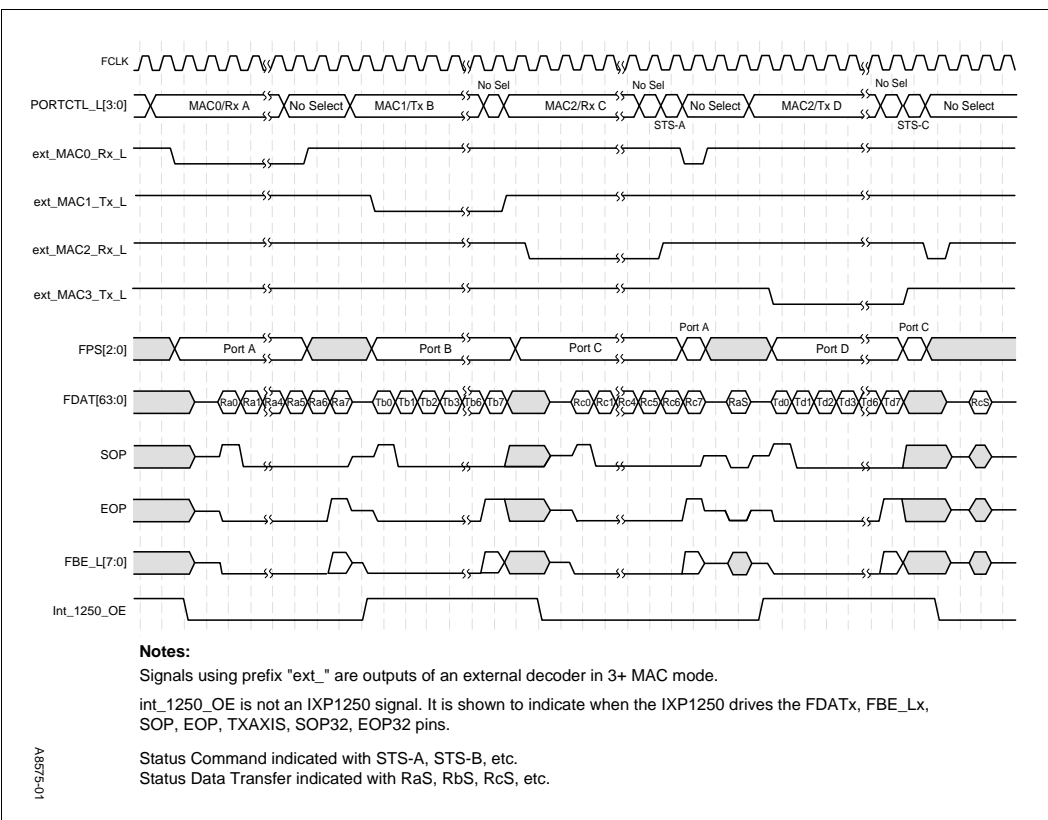 FCLK
No Sel No Sel No Sel
PORTCTL_L[3:0] MAC0/Rx A No Select MAC1/Tx B MAC2/Rx C No Select MAC2/Tx D No Select
STS-A STS-C
ext_MAC0_Rx_L
ext_MAC1_Tx_L
ext_MAC2_Rx_L
ext_MAC3_Tx_L
Port A Port C
FPS[2:0] Port A Port B Port C Port D
FDAT[63:0] Ra0 Ra1 Ra4 Ra5 Ra6 Ra7 Tb0 Tb1 Tb2 Tb3 Tb6 Tb7 Rc0 Rc1 Rc4 Rc5 Rc6 Rc7 RaS Td0 Td1 Td2 Td3 Td6 Td7 RcS
SOP
EOP
FBE_L[7:0]
Int_1250_OE
Notes:
Signals using prefix "ext_" are outputs of an external decoder in 3+ MAC mode.
int_1250_OE is not an IXP1250 signal. It is shown to indicate when the IXP1250 drives the FDATx, FBE_Lx,
SOP, EOP, TXAXIS, SOP32, EOP32 pins.
Status Command indicated with STS-A, STS-B, etc.
Status Data Transfer indicated with RaS, RbS, RcS, etc.
A8575-01